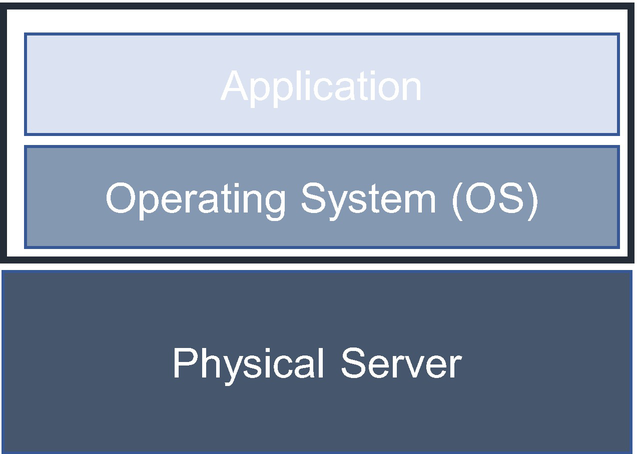 Application
Operating System (OS)
Physical Server